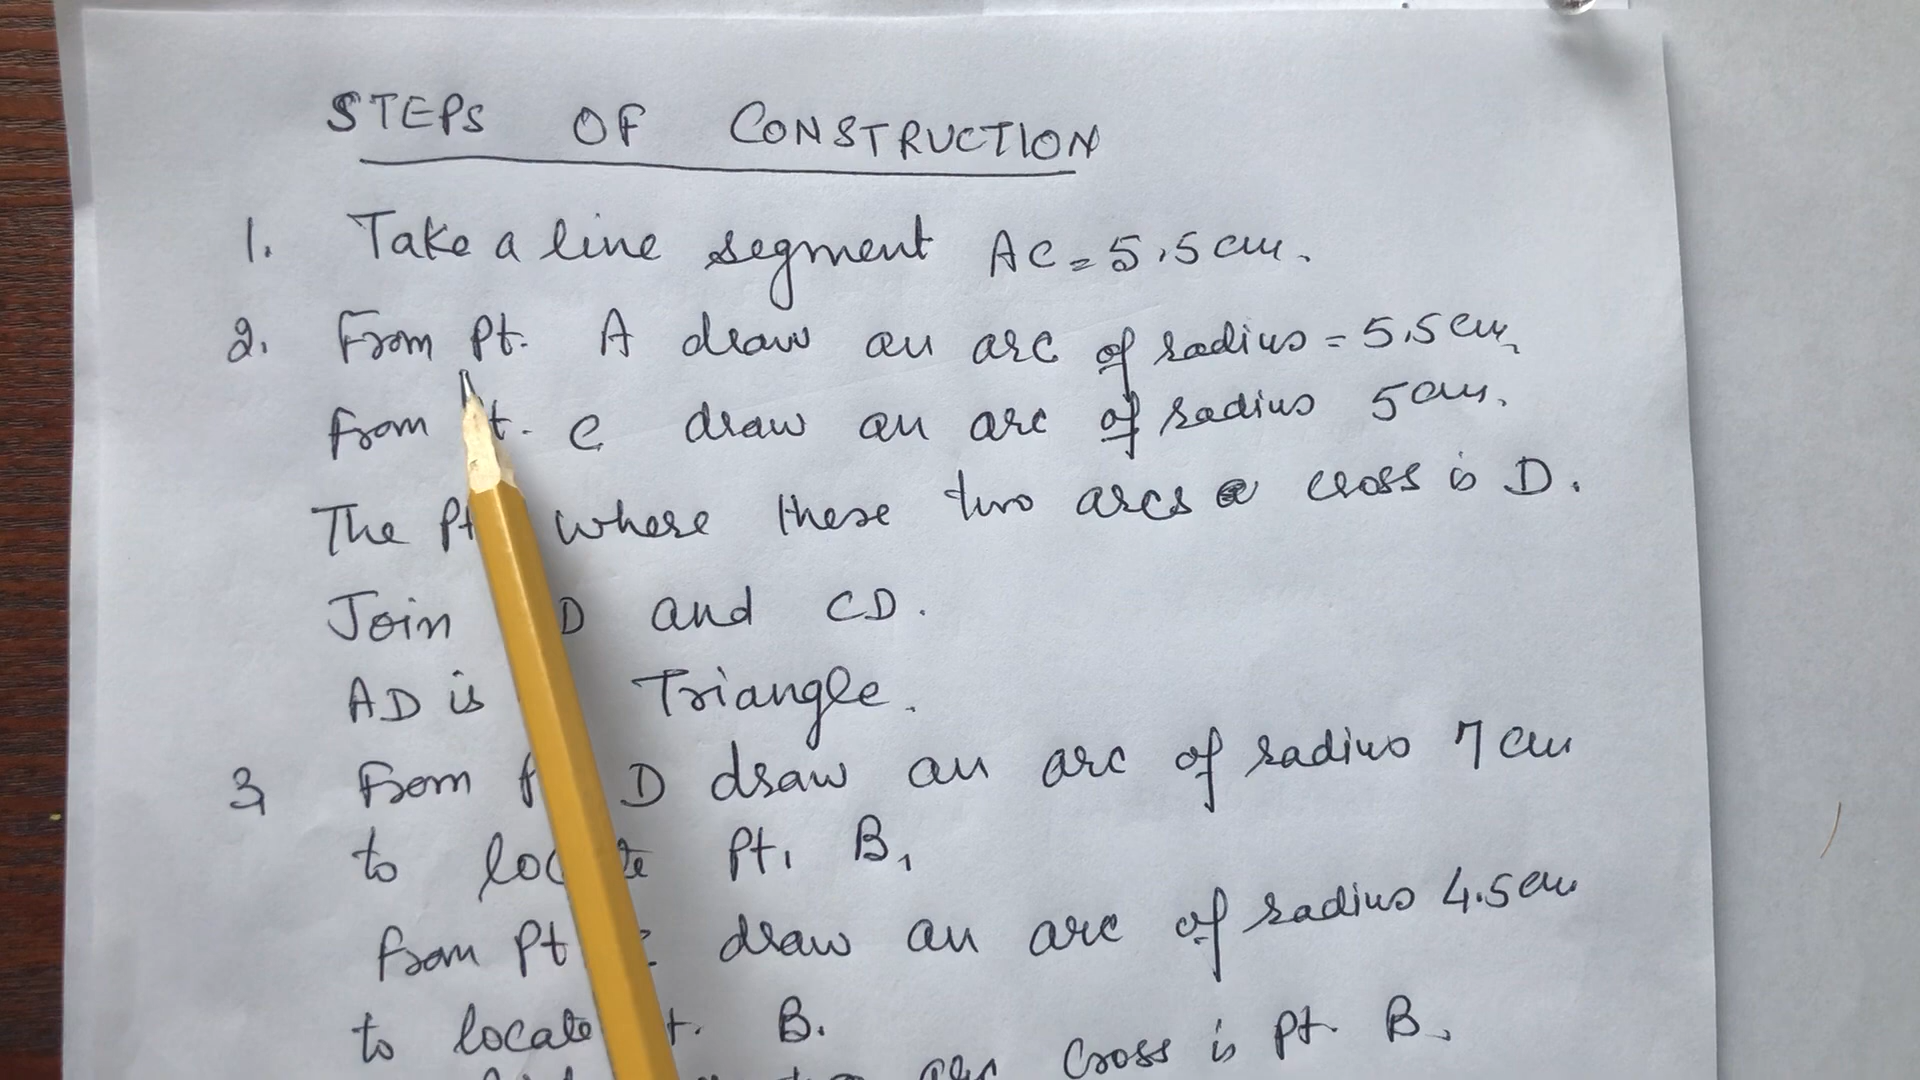 STEPS OF CONSTRUCTION
1. Take a line segment AC = 5.5 cm.
2. From Pt. A draw an arc of radius = 5.5 cm,
from t. C draw an arc of radius 5 cm.
The Pt where these two arcs cross is D.
Join D and CD.
AD is Triangle.
3, From P D draw an arc of radius 7 cm
to locate Pt. B,
from Pt draw an arc of radius 4.5 cm
to locate t. B.
arc Cross is Pt. B.